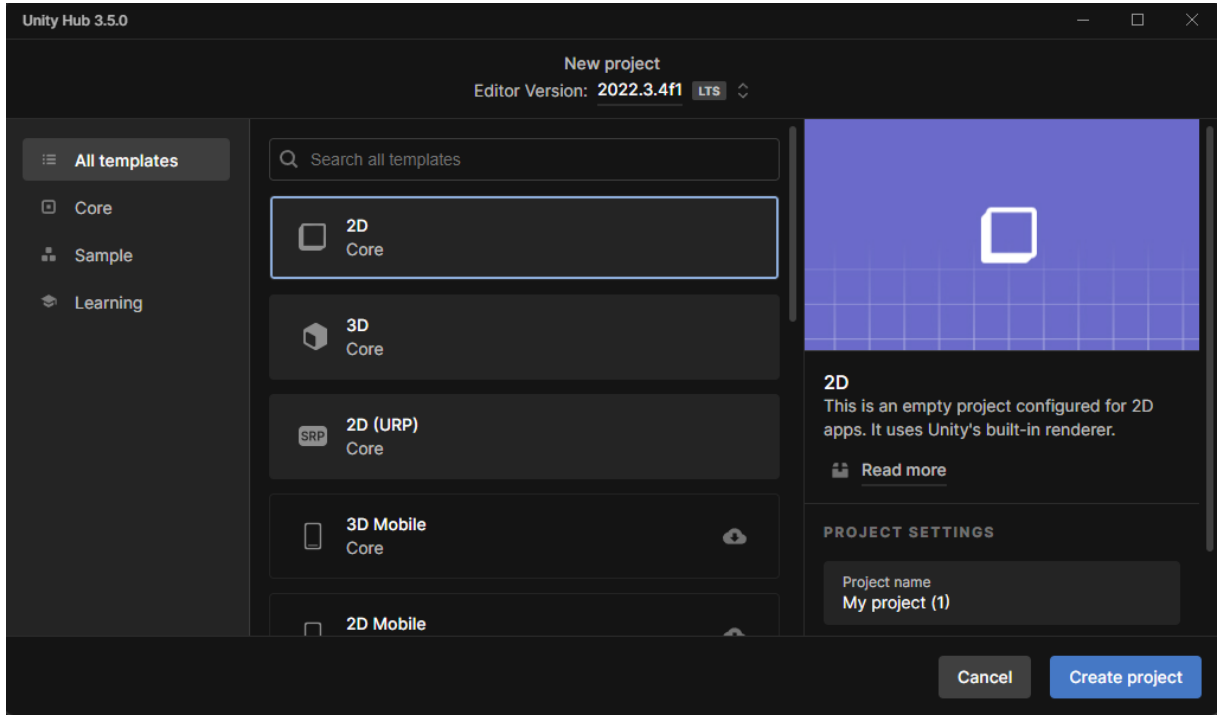 Unity Hub 3.5.0
New project
Editor Version: 2022.3.4f1 LTS
All templates
Core
Sample
Learning
Search all templates
2D
Core
3D
Core
SRP
2D (URP)
Core
3D Mobile
Core
2D Mobile
2D
This is an empty project configured for 2D
apps. It uses Unity's built-in renderer.
Read more
PROJECT SETTINGS
Project name
My project (1)
Cancel
Create project